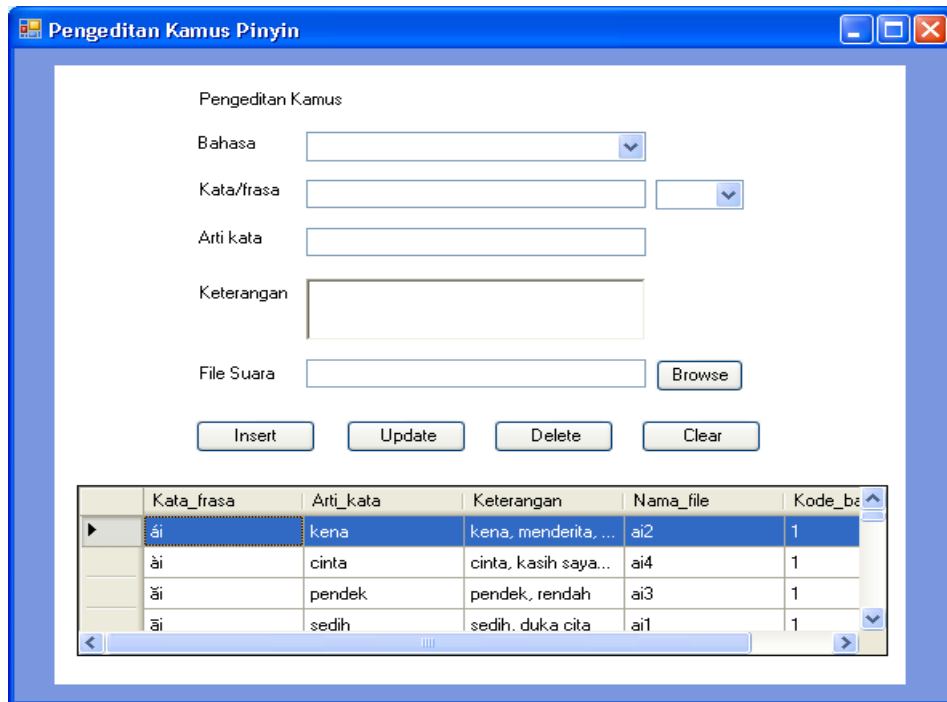 Pengeditan Kamus Pinyin
Pengeditan Kamus
Bahasa
Kata/frasa
Arti kata
Keterangan
File Suara Browse
Insert Update Delete Clear
Kata_frasa Arti_kata Keterangan Nama_file Kode_ba
ái kena kena, menderita, ... ai2 1
ài cinta cinta, kasih saya... ai4 1
ăi pendek pendek, rendah ai3 1
āi sedih sedih, duka cita ai1 1